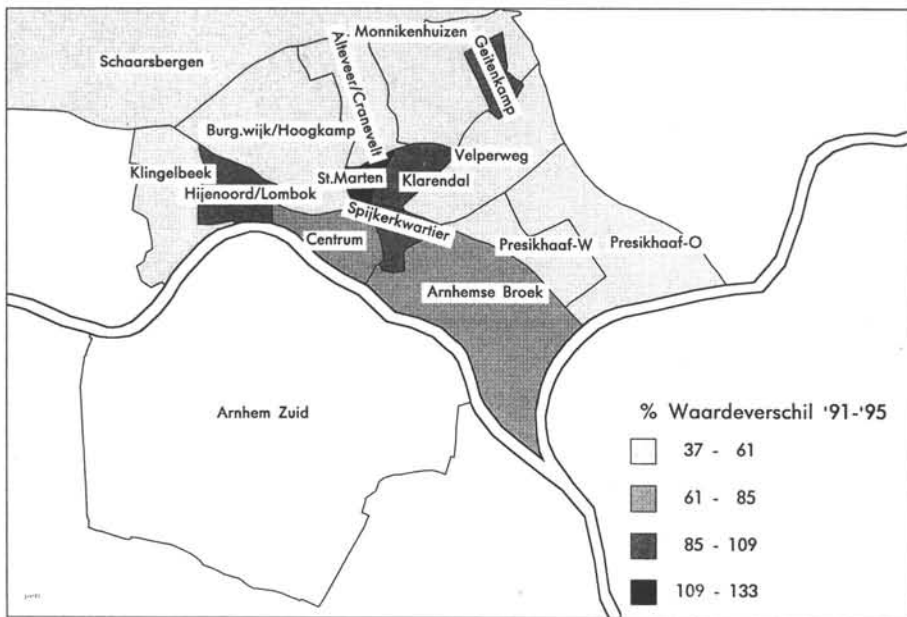 Monnikenhuizen
Schaarsbergen
Alteveer/Cranevelt
Geitenkamp
Burg.wijk/Hoogkamp
Velperweg
Klingelbeek
St.Marten
Klarendal
Hijenoord/Lombok
Spijkerkwartier
Centrum
Presikhaaf-W
Presikhaaf-O
Arnhemse Broek
Arnhem Zuid
% Waardeverschil '91-'95
37 - 61
61 - 85
85 - 109
109 - 133